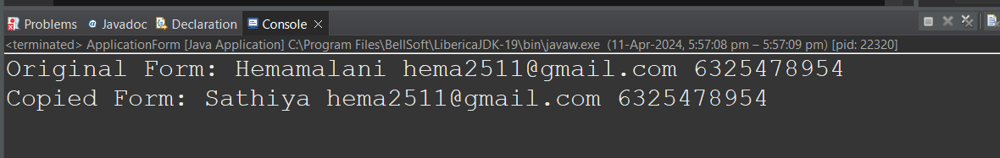 Problems @ Javadoc Declaration Console
<terminated> ApplicationForm [Java Application] C:\Program Files\BellSoft\LibericaJDK-19\bin\javaw.exe (11-Apr-2024, 5:57:08 pm – 5:57:09 pm) [pid: 22320]
Original Form: Hemamalani hema2511@gmail.com 6325478954
Copied Form: Sathiya hema2511@gmail.com 6325478954